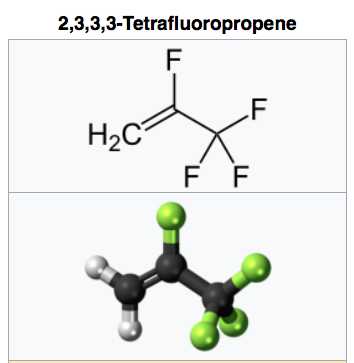 2,3,3,3-Tetrafluoropropene
F
F
H₂C
F F